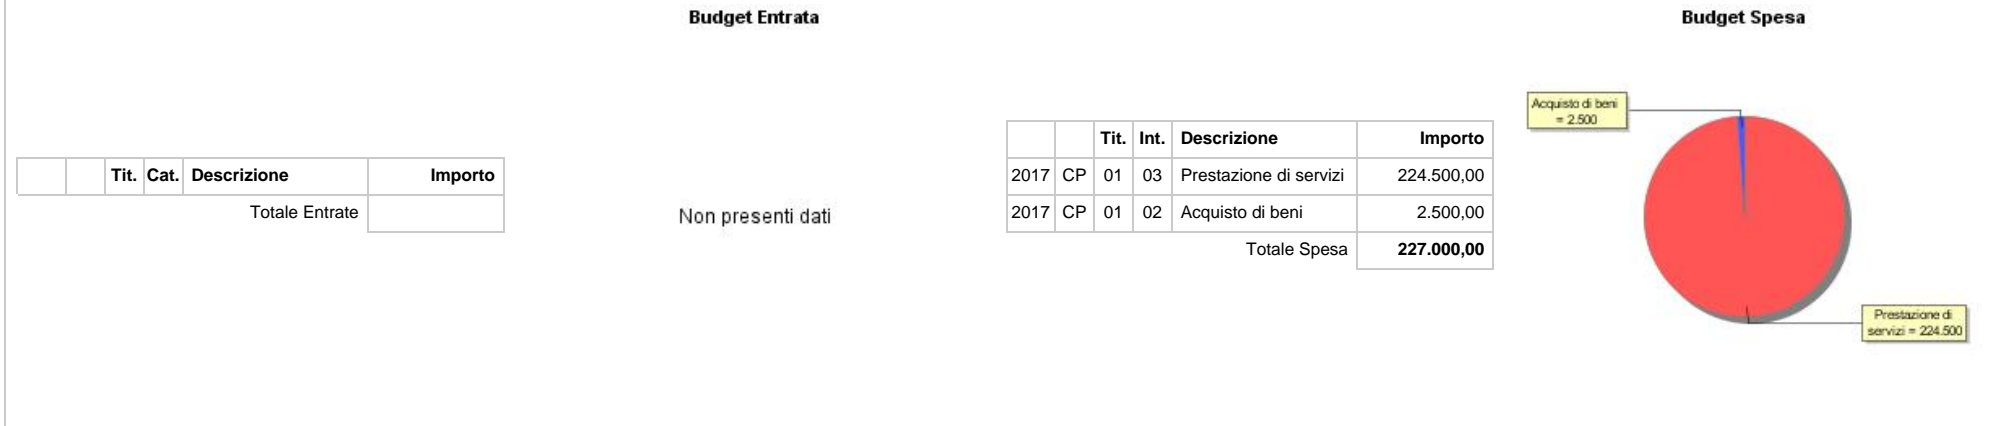 Budget Entrata
Tit. Cat. Descrizione Importo
Totale Entrate
Non presenti dati
Budget Spesa
Tit. Int. Descrizione Importo
2017 CP 01 03 Prestazione di servizi 224.500,00
2017 CP 01 02 Acquisto di beni 2.500,00
Totale Spesa 227.000,00
Acquisto di beni
= 2.500
Prestazione di
servizi = 224.500